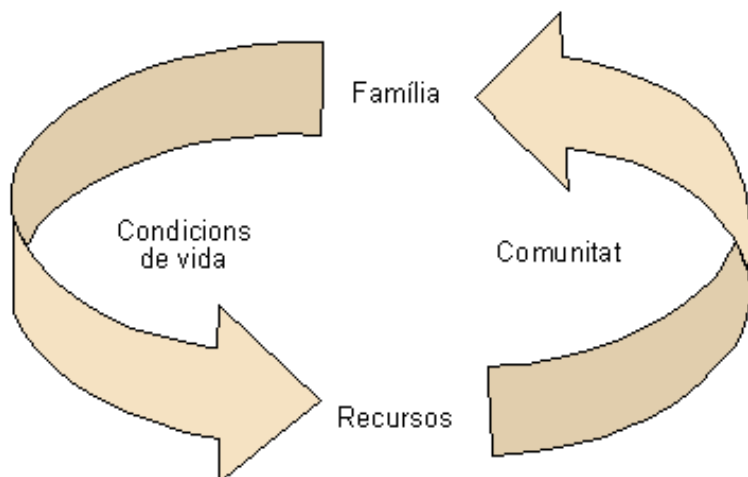 Família
Condicions
de vida
Comunitat
Recursos